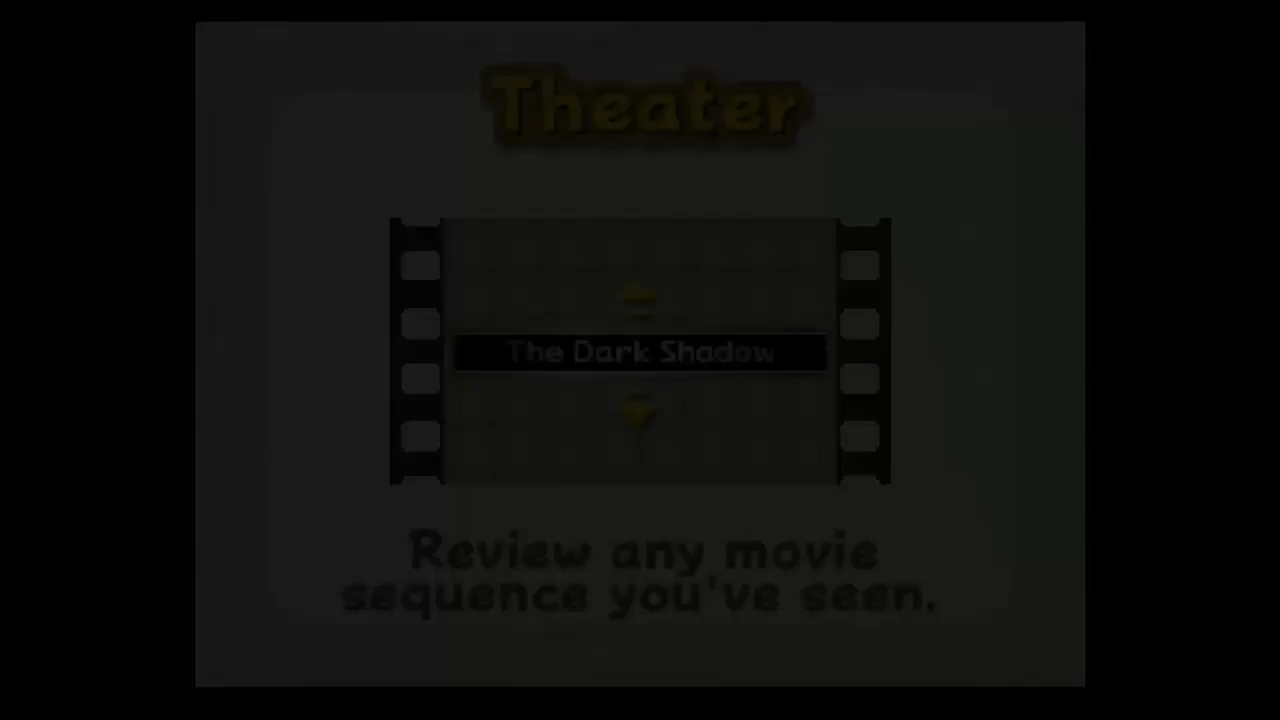 Theater
The Dark Shadow
Review any movie
sequence you've seen.